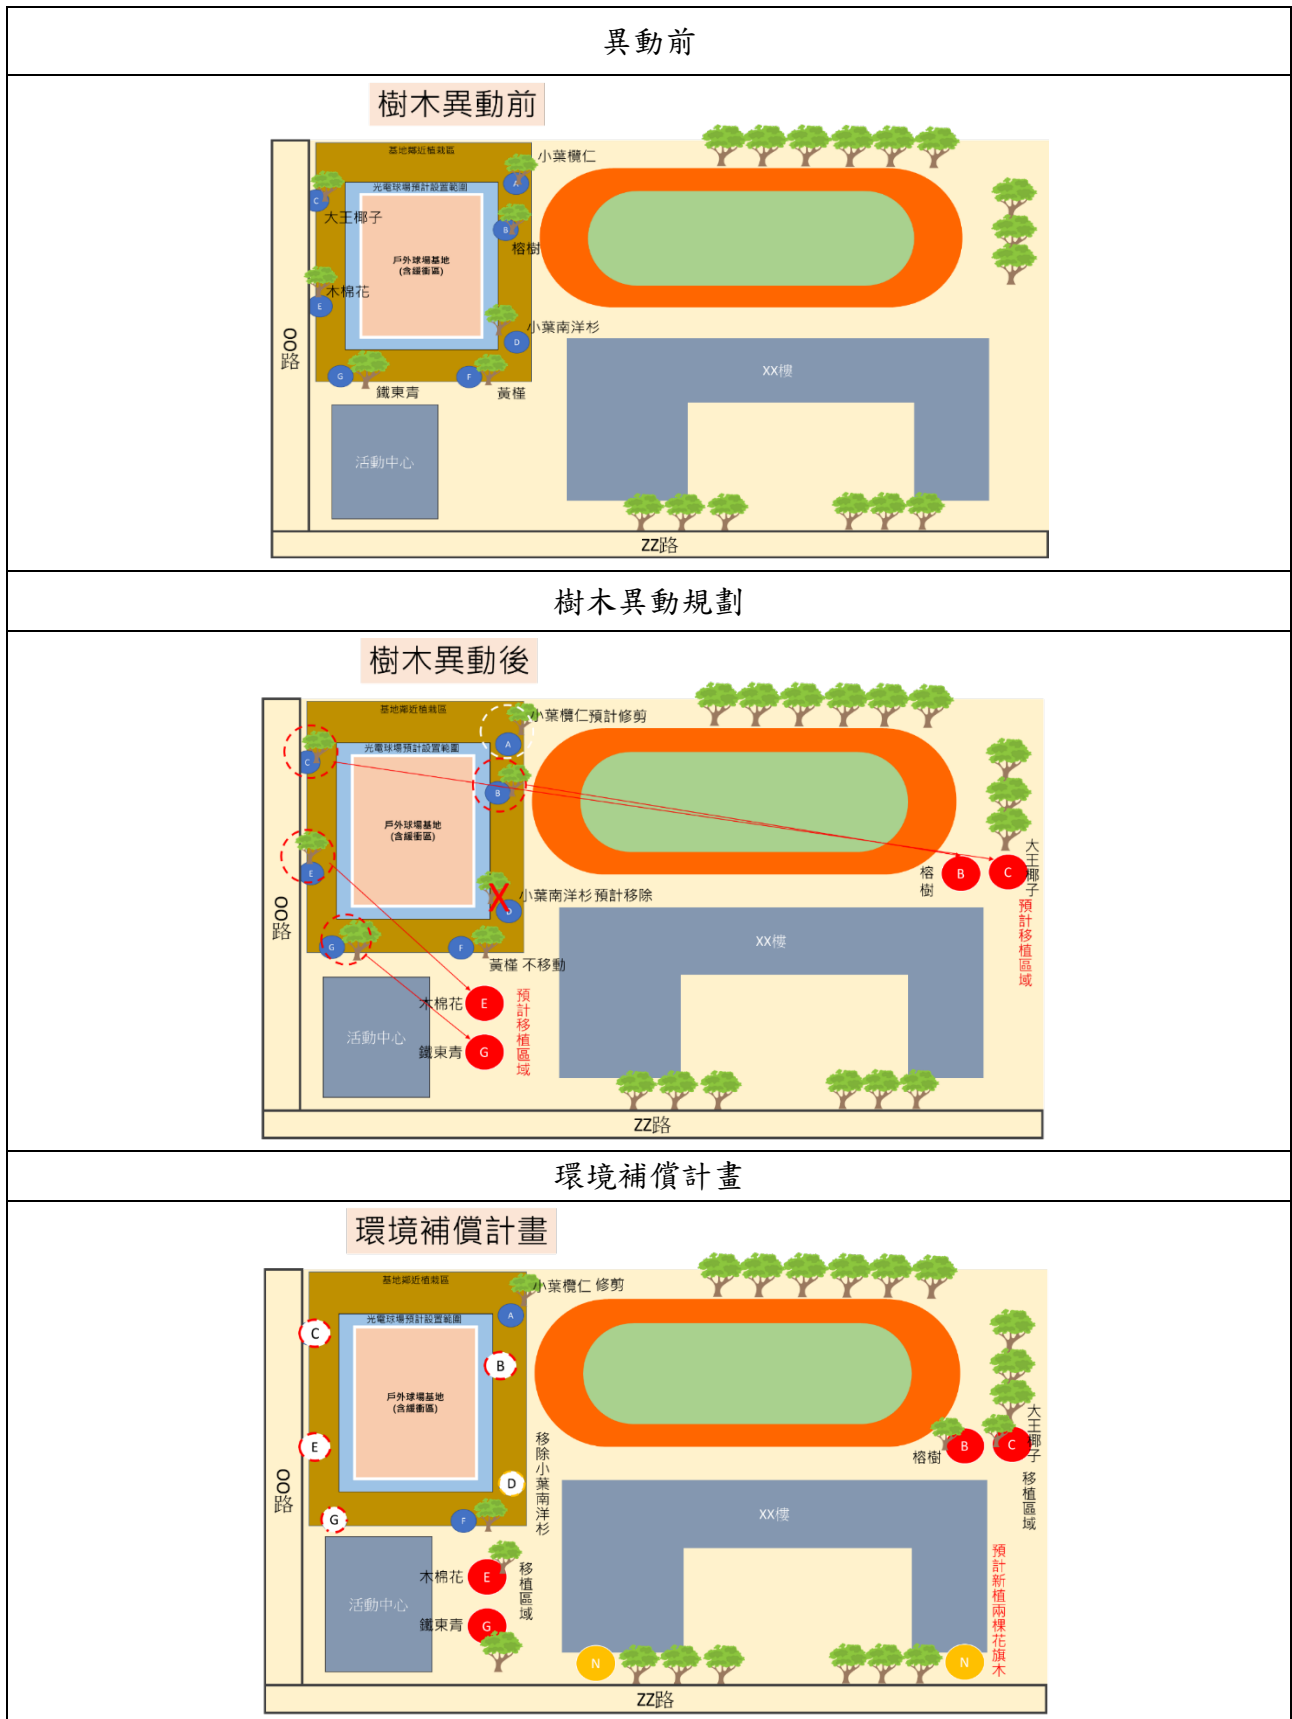 異動前
樹木異動前
基地鄰近植栽區
小葉欖仁
A
光電球場預計設置範圍
C
大王椰子
B
榕樹
戶外球場基地
(含緩衝區)
木棉花
E
小葉南洋杉
D
OO路
G
F
鐵東青
黃槿
XX樓
活動中心
ZZ路
樹木異動規劃
樹木異動後
基地鄰近植栽區
小葉欖仁預計修剪
A
光電球場預計設置範圍
C
B
戶外球場基地
(含緩衝區)
E
榕樹
B
C
大王椰子
預計移植區域
小葉南洋杉預計移除
D
OO路
G
F
黃槿 不移動
XX樓
木棉花
E
預計移植區域
活動中心
鐵東青
G
ZZ路
環境補償計畫
環境補償計畫
基地鄰近植栽區
小葉欖仁 修剪
A
光電球場預計設置範圍
C
B
戶外球場基地
(含緩衝區)
E
移除小葉南洋杉
D
榕樹
B
C
大王椰子
移植區域
OO路
G
F
XX樓
木棉花
E
移植區域
活動中心
鐵東青
G
預計新植兩棵花旗木
N
N
ZZ路